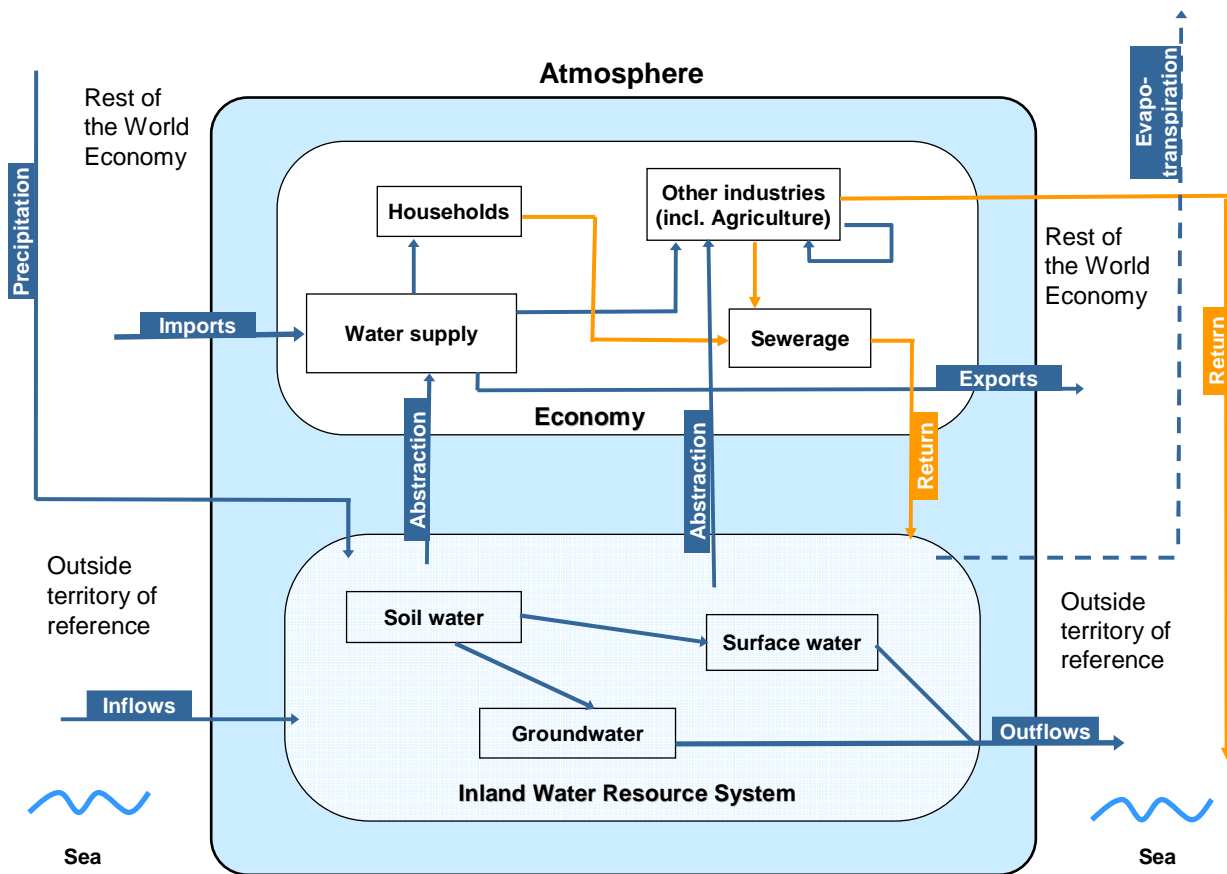 Atmosphere
Evapo-
transpiration
Rest of
the World
Economy
Precipitation
Households
Other industries
(incl. Agriculture)
Rest of
the World
Economy
Imports
Water supply
Sewerage
Return
Exports
Economy
Abstraction
Abstraction
Return
Outside
territory of
reference
Soil water
Surface water
Outside
territory of
reference
Inflows
Groundwater
Outflows
Inland Water Resource System
Sea
Sea